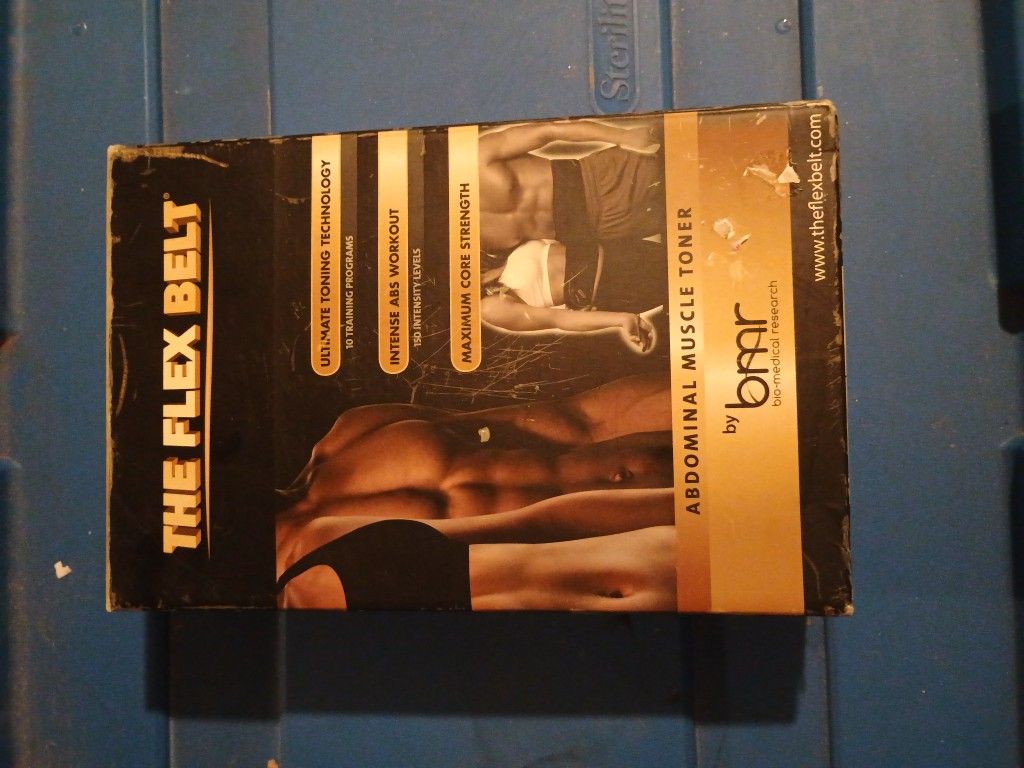 THE FLEX BELT®
ULTIMATE TONING TECHNOLOGY
10 TRAINING PROGRAMS
INTENSE ABS WORKOUT
150 INTENSITY LEVELS
MAXIMUM CORE STRENGTH
ABDOMINAL MUSCLE TONER
by bmr
bio-medical research
www.theflexbelt.com